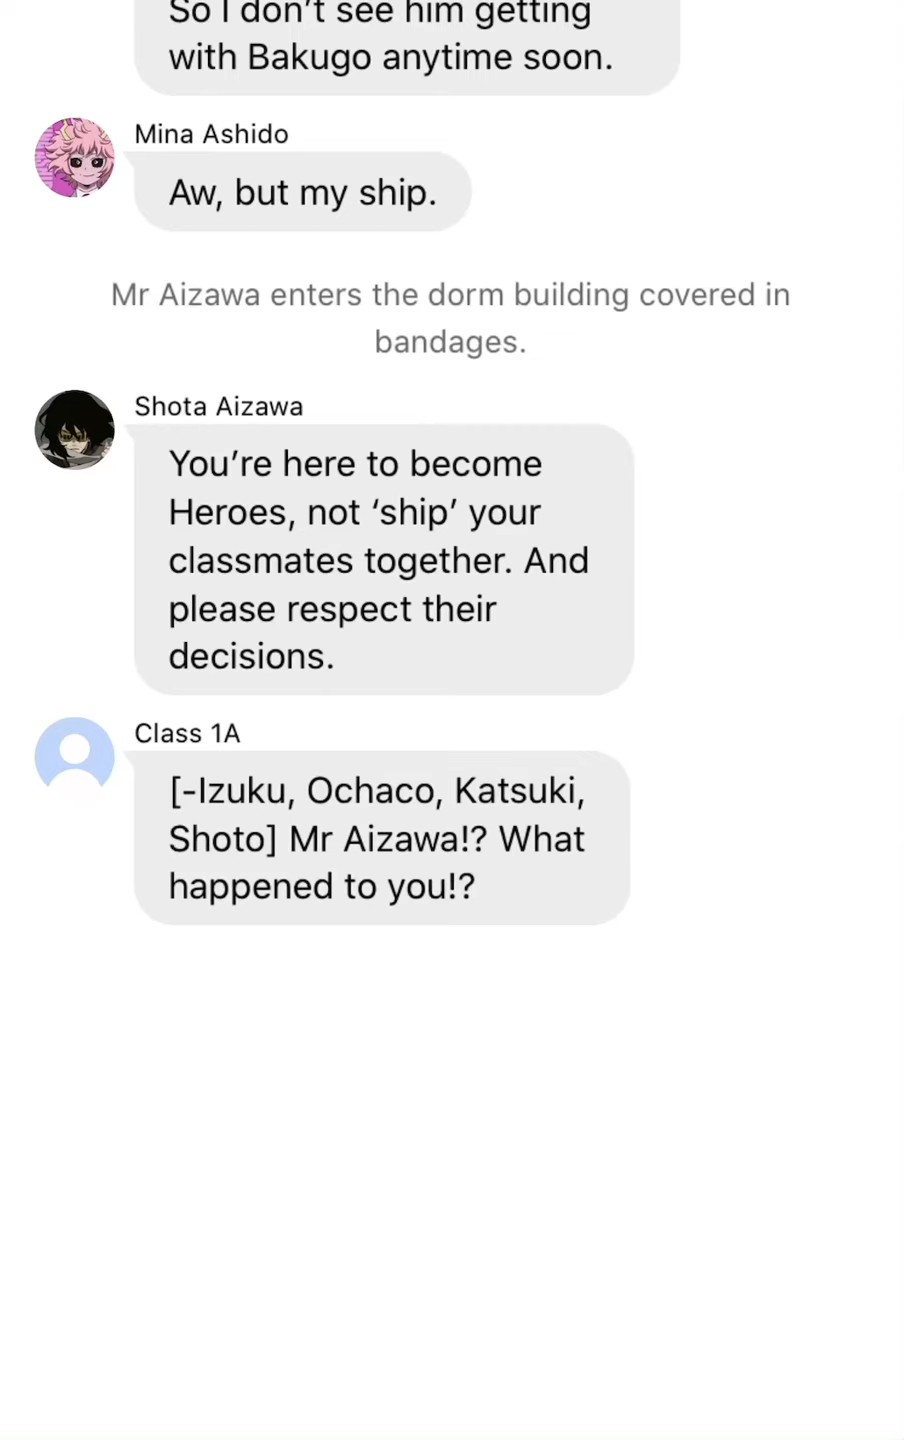 So I don't see him getting
with Bakugo anytime soon.
Mina Ashido
Aw, but my ship.
Mr Aizawa enters the dorm building covered in
bandages.
Shota Aizawa
You're here to become
Heroes, not ‘ship’ your
classmates together. And
please respect their
decisions.
Class 1A
[-Izuku, Ochaco, Katsuki,
Shoto] Mr Aizawa!? What
happened to you!?